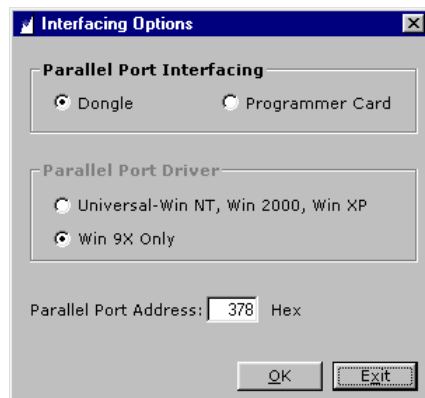 Interfacing Options
Parallel Port Interfacing
Dongle Programmer Card
Parallel Port Driver
Universal-Win NT, Win 2000, Win XP
Win 9X Only
Parallel Port Address: 378 Hex
OK Exit